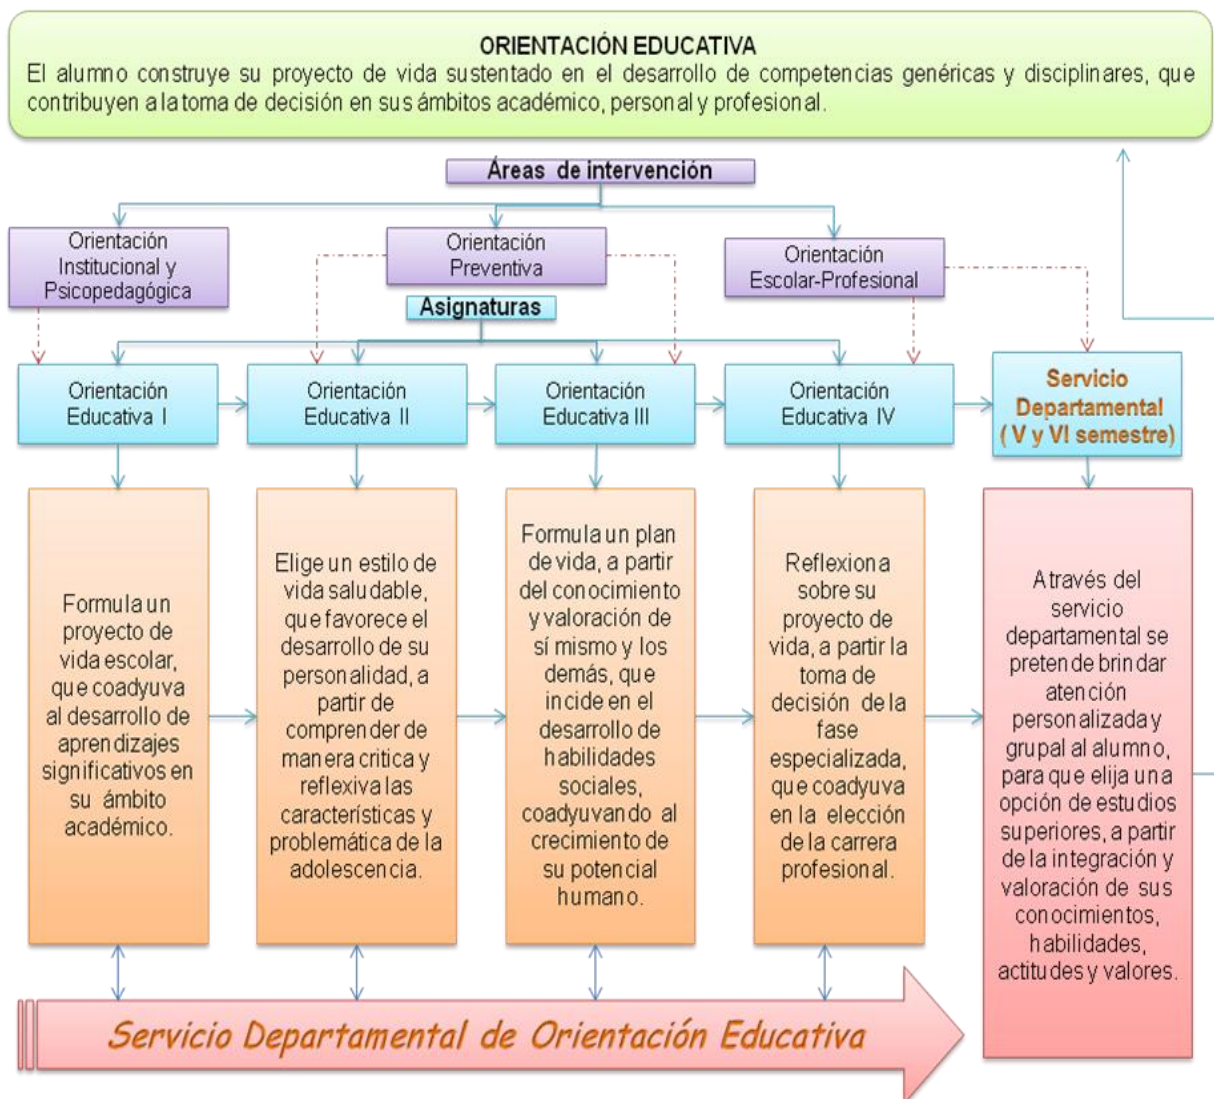 ORIENTACIÓN EDUCATIVA
El alumno construye su proyecto de vida sustentado en el desarrollo de competencias genéricas y disciplinares, que
contribuyen a la toma de decisión en sus ámbitos académico, personal y profesional.
Áreas de intervención
Orientación
Institucional y
Psicopedagógica
Orientación
Preventiva
Orientación
Escolar-Profesional
Asignaturas
Orientación
Educativa I
Orientación
Educativa II
Orientación
Educativa III
Orientación
Educativa IV
Servicio
Departamental
( V y VI semestre)
Formula un
proyecto de
vida escolar,
que coadyuva
al desarrollo de
aprendizajes
significativos en
su ámbito
académico.
Elige un estilo de
vida saludable,
que favorece el
desarrollo de su
personalidad, a
partir de
comprender de
manera critica y
reflexiva las
características y
problemática de la
adolescencia.
Formula un plan
de vida, a partir
del conocimiento
y valoración de
sí mismo y los
demás, que
incide en el
desarrollo de
habilidades
sociales,
coadyuvando al
crecimiento de
su potencial
humano.
Reflexiona
sobre su
proyecto de
vida, a partir la
toma de
decisión de la
fase
especializada,
que coadyuva
en la elección
de la carrera
profesional.
A través del
servicio
departamental se
pretende brindar
atención
personalizada y
grupal al alumno,
para que elija una
opción de estudios
superiores, a partir
de la integración y
valoración de sus
conocimientos,
habilidades,
actitudes y valores.
Servicio Departamental de Orientación Educativa